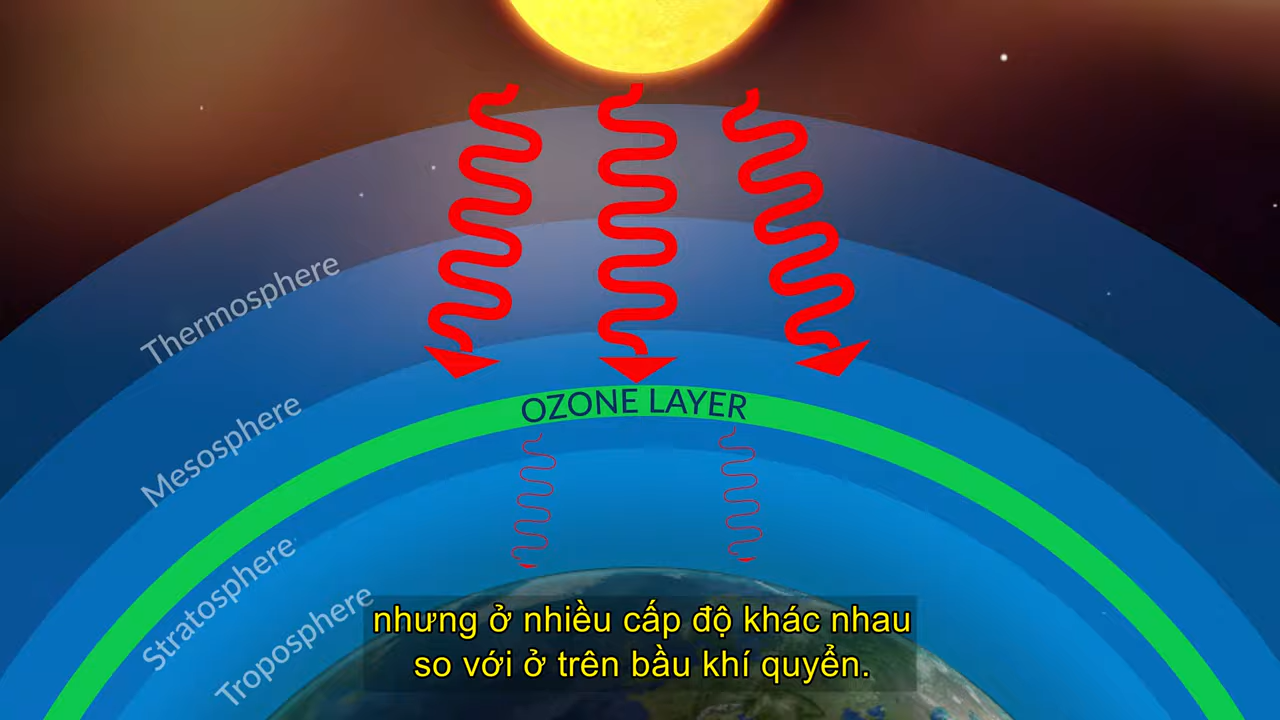 Thermosphere
Mesosphere
OZONE LAYER
Stratosphere
Troposphere
nhưng ở nhiều cấp độ khác nhau
so với ở trên bầu khí quyển.